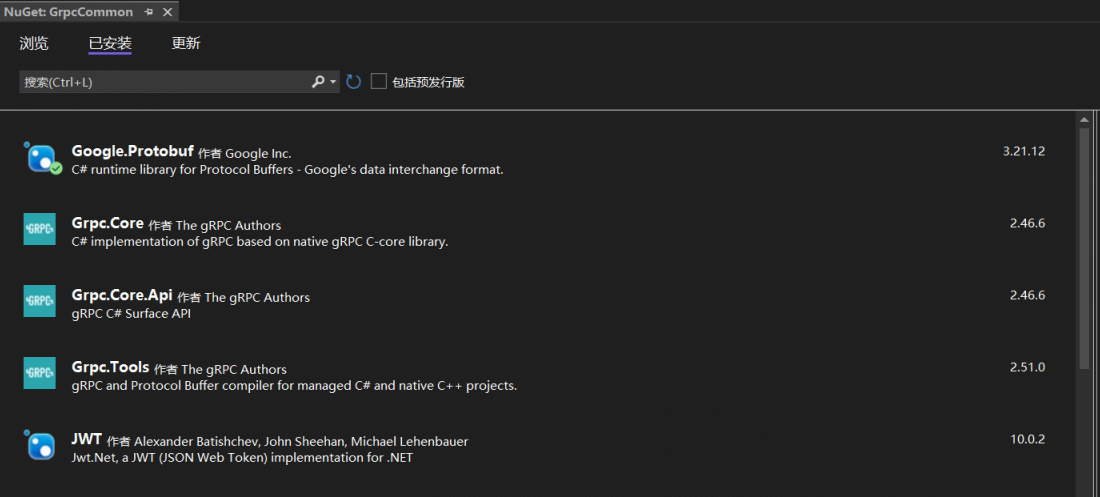 NuGet: GrpcCommon
浏览 已安装 更新
搜索(Ctrl+L) 包括预发行版
Google.Protobuf 作者 Google Inc. 3.21.12
C# runtime library for Protocol Buffers - Google's data interchange format.
GRPC Grpc.Core 作者 The gRPC Authors 2.46.6
C# implementation of gRPC based on native gRPC C-core library.
GRPC Grpc.Core.Api 作者 The gRPC Authors 2.46.6
gRPC C# Surface API
GRPC Grpc.Tools 作者 The gRPC Authors 2.51.0
gRPC and Protocol Buffer compiler for managed C# and native C++ projects.
JWT 作者 Alexander Batishchev, John Sheehan, Michael Lehenbauer 10.0.2
Jwt.Net, a JWT (JSON Web Token) implementation for .NET